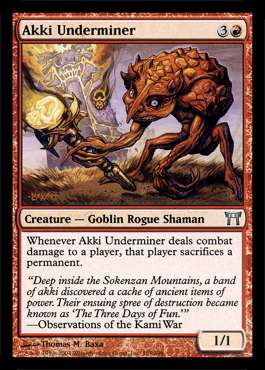 Akki Underminer 3
Creature — Goblin Rogue Shaman
Whenever Akki Underminer deals combat
damage to a player, that player sacrifices a
permanent.
“Deep inside the Sokenzan Mountains, a band
of akki discovered a cache of ancient items of
power. Their ensuing spree of destruction became
known as ‘The Three Days of Fun.’”
—Observations of the Kami War
Thomas M. Baxa
1/1